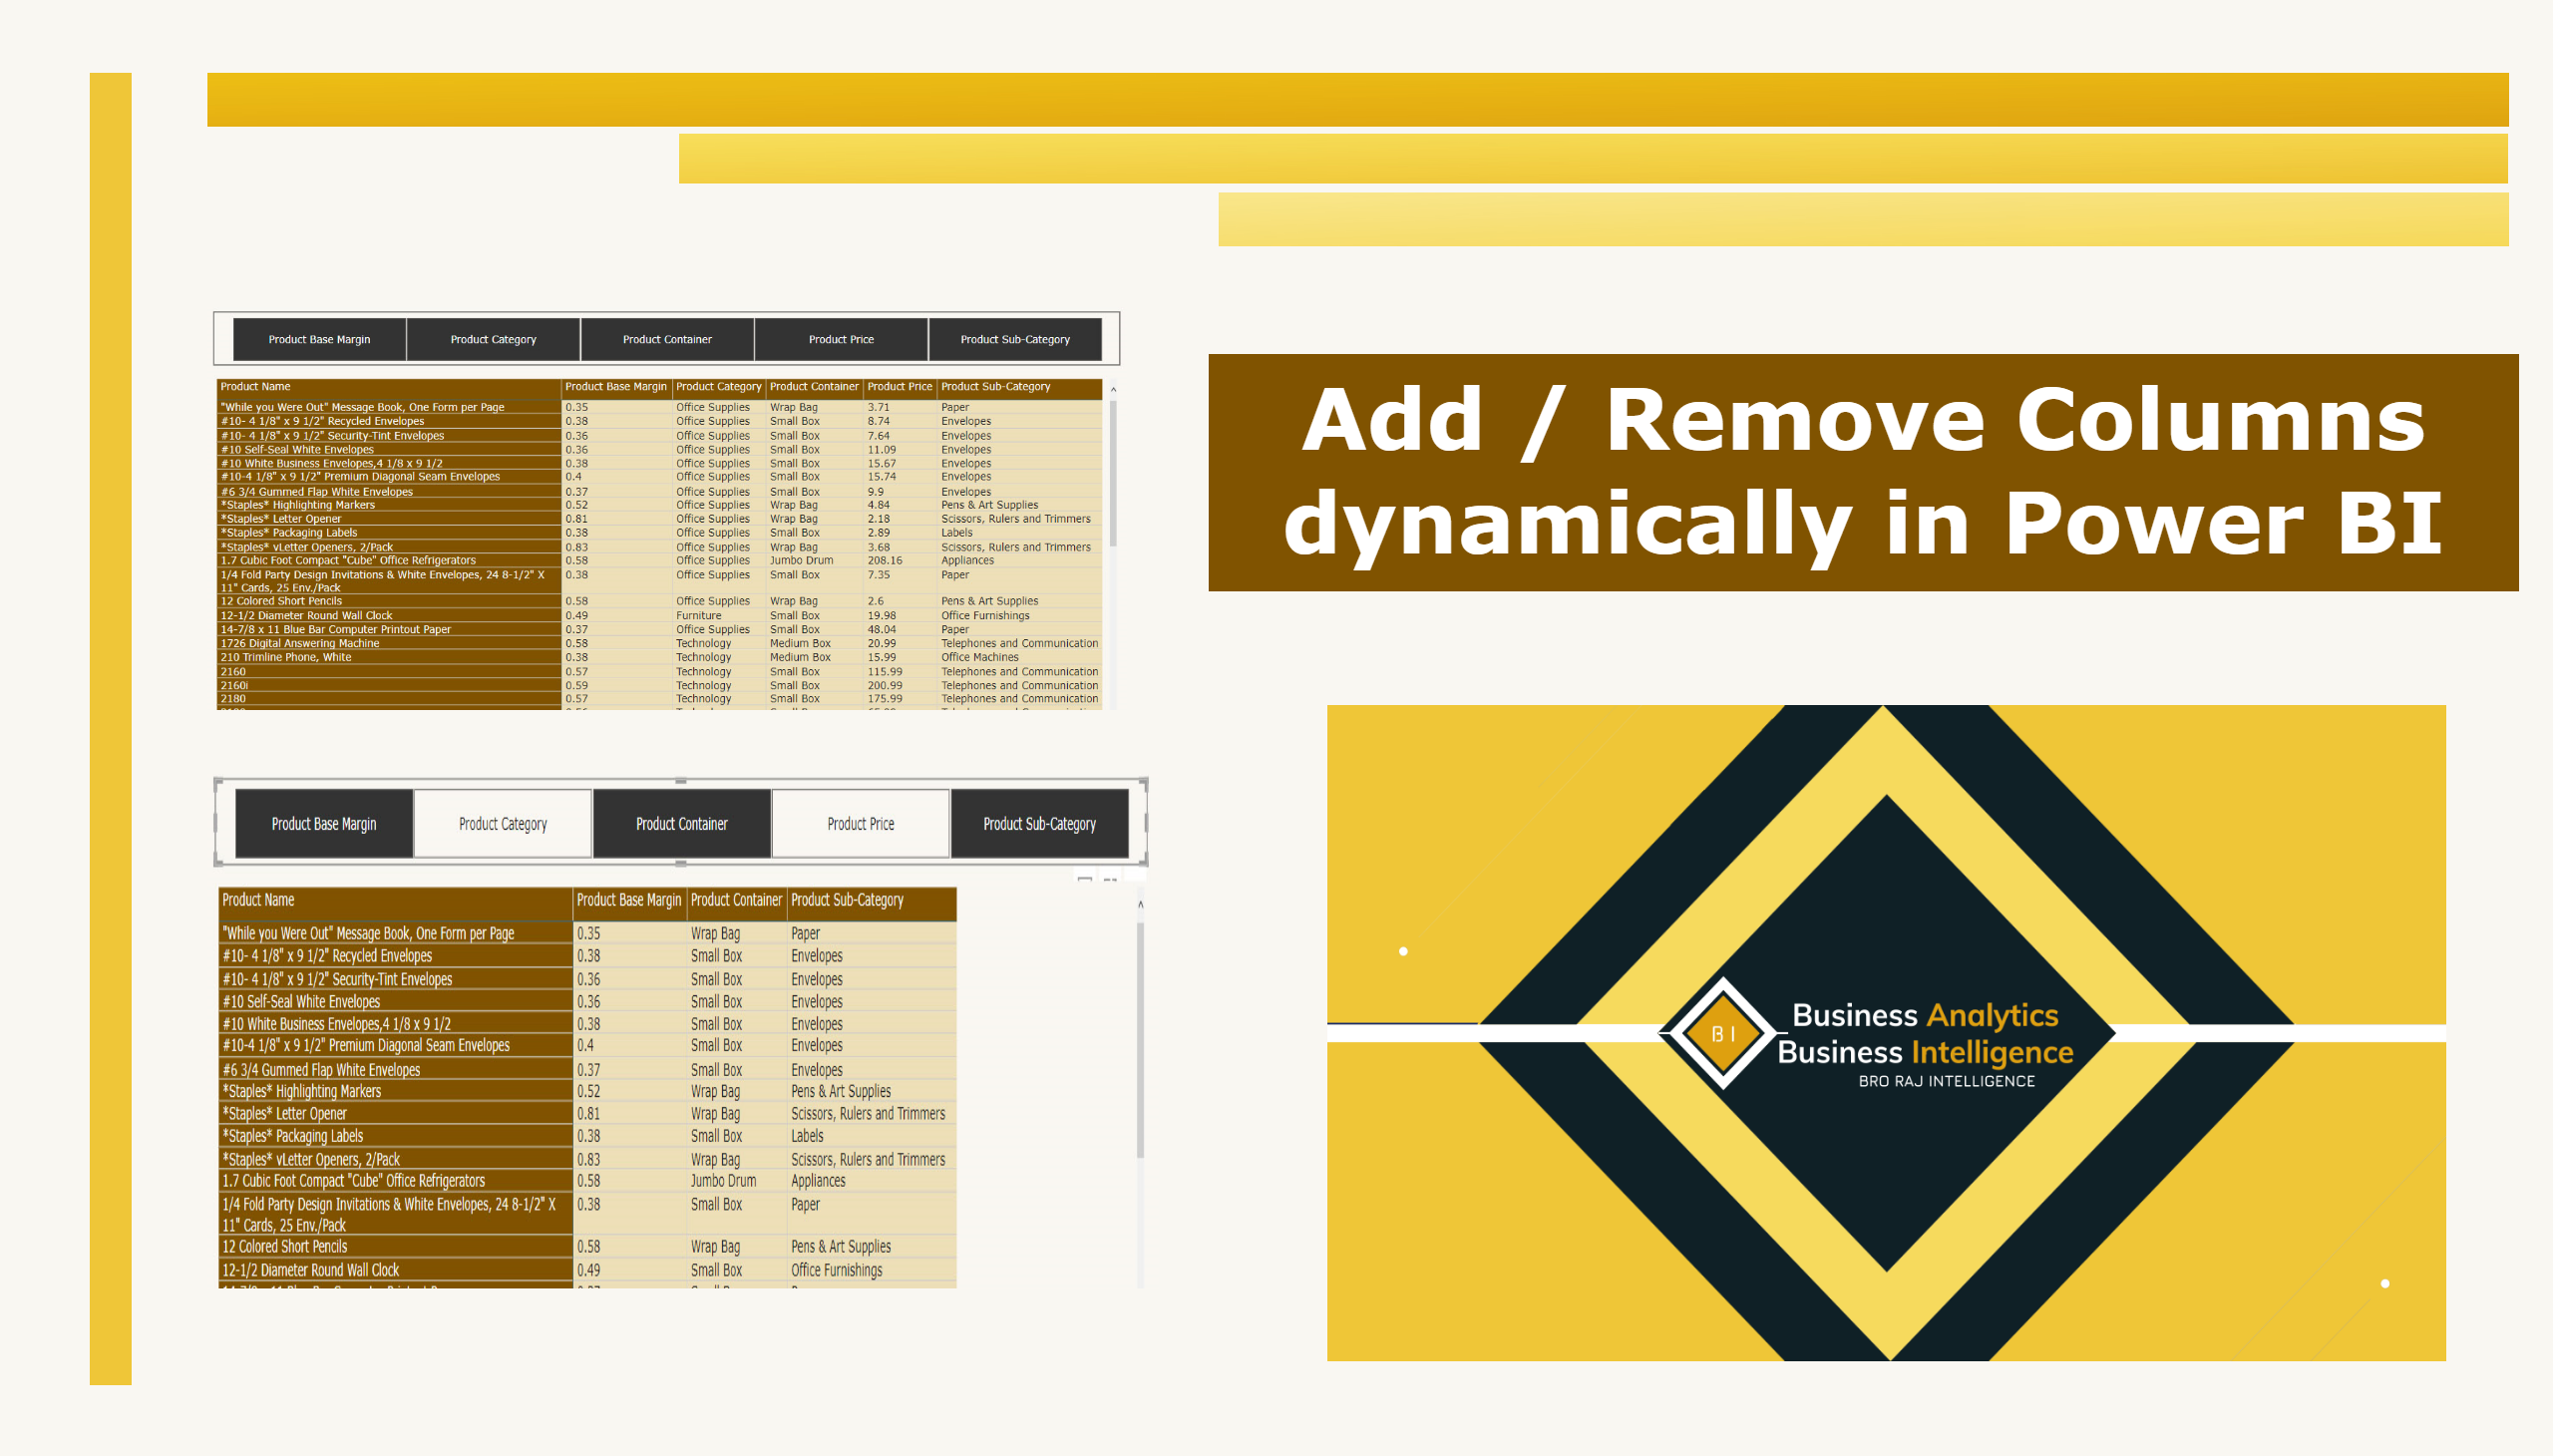 Add / Remove Columns
dynamically in Power BI
Product Base Margin Product Category Product Container Product Price Product Sub-Category
Product Name Product Base Margin Product Category Product Container Product Price Product Sub-Category
"While you Were Out" Message Book, One Form per Page 0.35 Office Supplies Wrap Bag 3.71 Paper
#10- 4 1/8" x 9 1/2" Recycled Envelopes 0.38 Office Supplies Small Box 8.74 Envelopes
#10- 4 1/8" x 9 1/2" Security-Tint Envelopes 0.36 Office Supplies Small Box 7.64 Envelopes
#10 Self-Seal White Envelopes 0.36 Office Supplies Small Box 11.09 Envelopes
#10 White Business Envelopes,4 1/8 x 9 1/2 0.38 Office Supplies Small Box 15.67 Envelopes
#10-4 1/8" x 9 1/2" Premium Diagonal Seam Envelopes 0.4 Office Supplies Small Box 15.74 Envelopes
#6 3/4 Gummed Flap White Envelopes 0.37 Office Supplies Small Box 9.9 Envelopes
*Staples* Highlighting Markers 0.52 Office Supplies Wrap Bag 4.84 Pens & Art Supplies
*Staples* Letter Opener 0.81 Office Supplies Wrap Bag 2.18 Scissors, Rulers and Trimmers
*Staples* Packaging Labels 0.38 Office Supplies Small Box 2.89 Labels
*Staples* vLetter Openers, 2/Pack 0.83 Office Supplies Wrap Bag 3.68 Scissors, Rulers and Trimmers
1.7 Cubic Foot Compact "Cube" Office Refrigerators 0.58 Office Supplies Jumbo Drum 208.16 Appliances
1/4 Fold Party Design Invitations & White Envelopes, 24 8-1/2" X 0.38 Office Supplies Small Box 7.35 Paper
11" Cards, 25 Env./Pack
12 Colored Short Pencils 0.58 Office Supplies Wrap Bag 2.6 Pens & Art Supplies
12-1/2 Diameter Round Wall Clock 0.49 Furniture Small Box 19.98 Office Furnishings
14-7/8 x 11 Blue Bar Computer Printout Paper 0.37 Office Supplies Small Box 48.04 Paper
1726 Digital Answering Machine 0.58 Technology Medium Box 20.99 Telephones and Communication
210 Trimline Phone, White 0.38 Technology Medium Box 15.99 Office Machines
2160 0.57 Technology Small Box 115.99 Telephones and Communication
2160i 0.59 Technology Small Box 200.99 Telephones and Communication
2180 0.57 Technology Small Box 175.99 Telephones and Communication
Product Base Margin Product Category Product Container Product Price Product Sub-Category
Product Name Product Base Margin Product Container Product Sub-Category
"While you Were Out" Message Book, One Form per Page 0.35 Wrap Bag Paper
#10- 4 1/8" x 9 1/2" Recycled Envelopes 0.38 Small Box Envelopes
#10- 4 1/8" x 9 1/2" Security-Tint Envelopes 0.36 Small Box Envelopes
#10 Self-Seal White Envelopes 0.36 Small Box Envelopes
#10 White Business Envelopes,4 1/8 x 9 1/2 0.38 Small Box Envelopes
#10-4 1/8" x 9 1/2" Premium Diagonal Seam Envelopes 0.4 Small Box Envelopes
#6 3/4 Gummed Flap White Envelopes 0.37 Small Box Envelopes
*Staples* Highlighting Markers 0.52 Wrap Bag Pens & Art Supplies
*Staples* Letter Opener 0.81 Wrap Bag Scissors, Rulers and Trimmers
*Staples* Packaging Labels 0.38 Small Box Labels
*Staples* vLetter Openers, 2/Pack 0.83 Wrap Bag Scissors, Rulers and Trimmers
1.7 Cubic Foot Compact "Cube" Office Refrigerators 0.58 Jumbo Drum Appliances
1/4 Fold Party Design Invitations & White Envelopes, 24 8-1/2" X 0.38 Small Box Paper
11" Cards, 25 Env./Pack
12 Colored Short Pencils 0.58 Wrap Bag Pens & Art Supplies
12-1/2 Diameter Round Wall Clock 0.49 Small Box Office Furnishings
BI
Business Analytics
Business Intelligence
BRO RAJ INTELLIGENCE